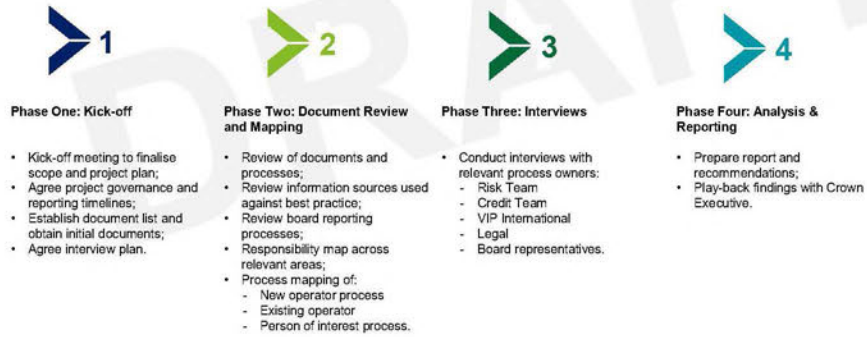 1
Phase One: Kick-off
• Kick-off meeting to finalise
scope and project plan;
• Agree project governance and
reporting timelines;
• Establish document list and
obtain initial documents;
• Agree interview plan.
2
Phase Two: Document Review
and Mapping
• Review of documents and
processes;
• Review information sources used
against best practice;
• Review board reporting
processes;
• Responsibility map across
relevant areas;
• Process mapping of:
- New operator process
- Existing operator
- Person of interest process.
3
Phase Three: Interviews
• Conduct interviews with
relevant process owners:
- Risk Team
- Credit Team
- VIP International
- Legal
- Board representatives.
4
Phase Four: Analysis &
Reporting
• Prepare report and
recommendations;
• Play-back findings with Crown
Executive.
DRAFT